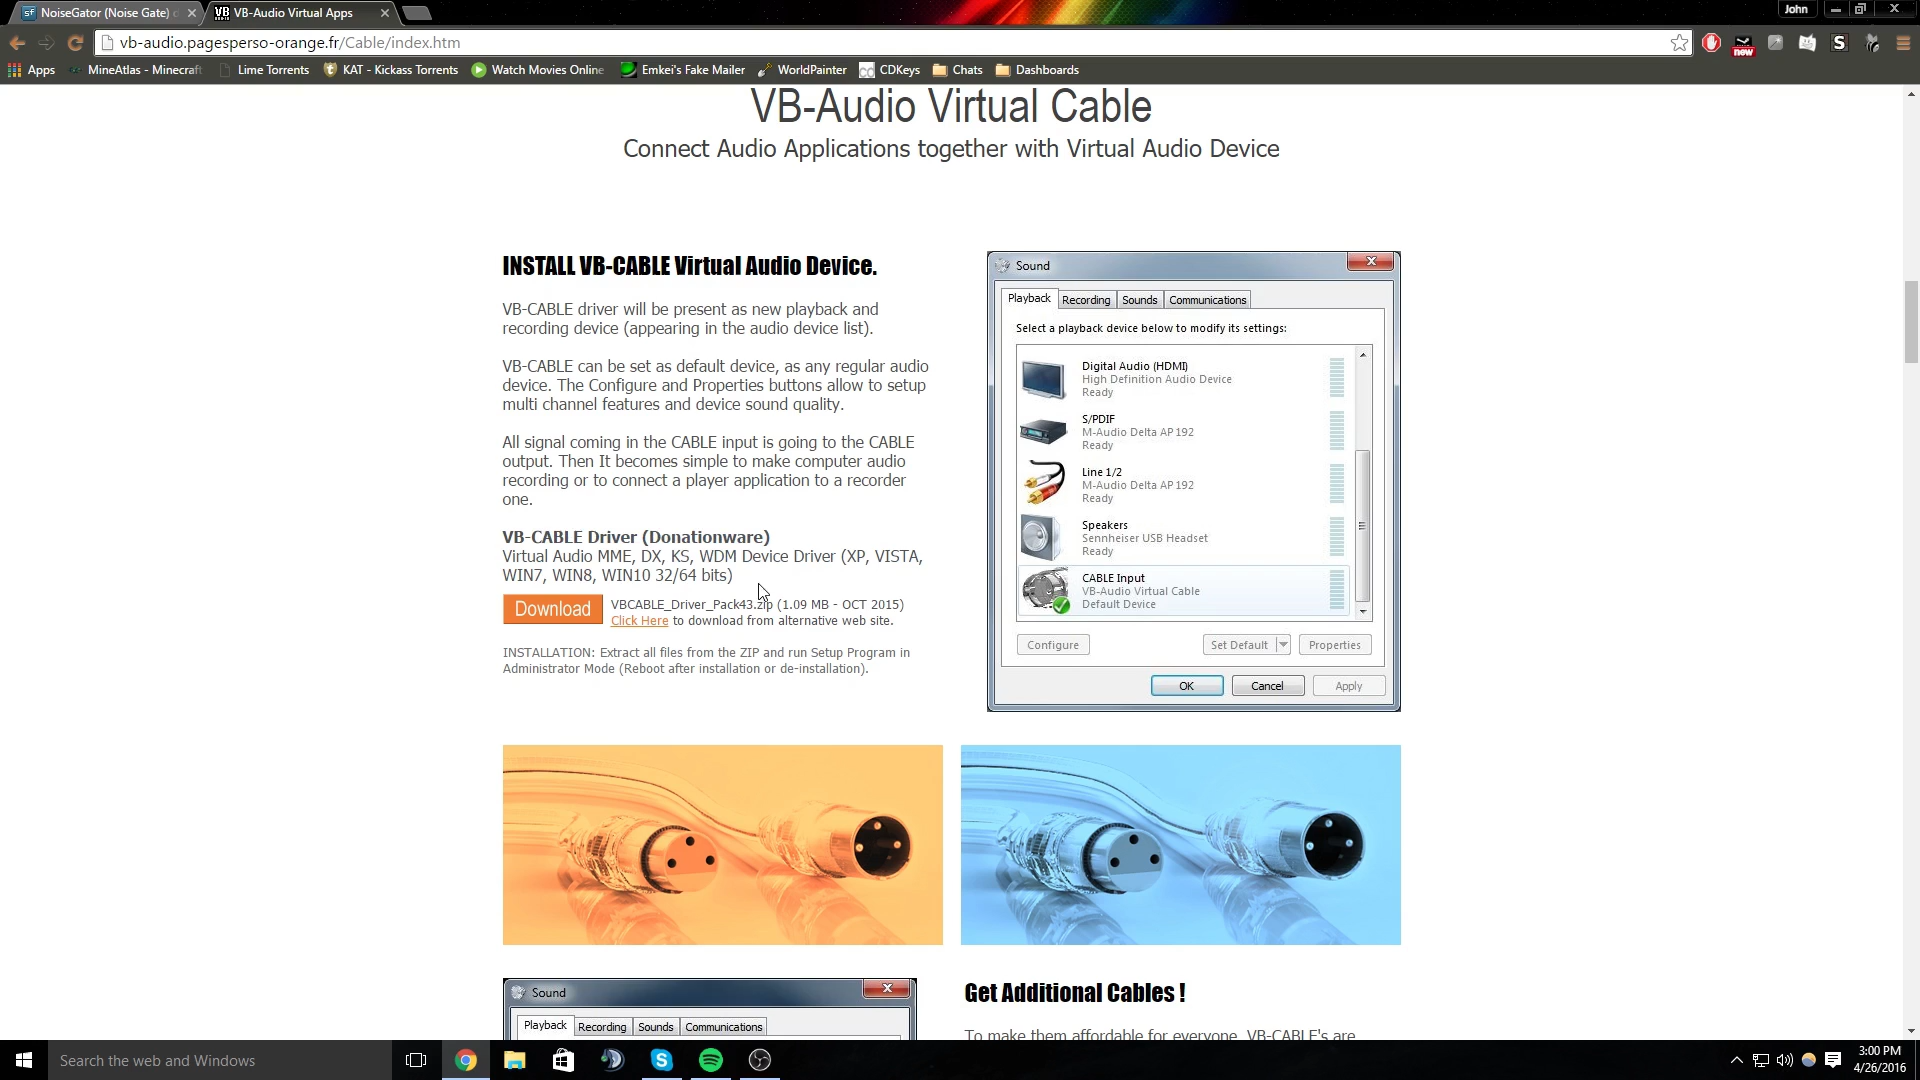 NoiseGator (Noise Gate) d
VB-Audio Virtual Apps
John
vb-audio.pagesperso-orange.fr/Cable/index.htm
new
S
Apps
MineAtlas - Minecraft
Lime Torrents
KAT - Kickass Torrents
Watch Movies Online
Emkei's Fake Mailer
WorldPainter
CDKeys
Chats
Dashboards
VB-Audio Virtual Cable
Connect Audio Applications together with Virtual Audio Device
INSTALL VB-CABLE Virtual Audio Device.
VB-CABLE driver will be present as new playback and
recording device (appearing in the audio device list).
VB-CABLE can be set as default device, as any regular audio
device. The Configure and Properties buttons allow to setup
multi channel features and device sound quality.
All signal coming in the CABLE input is going to the CABLE
output. Then It becomes simple to make computer audio
recording or to connect a player application to a recorder
one.
VB-CABLE Driver (Donationware)
Virtual Audio MME, DX, KS, WDM Device Driver (XP, VISTA,
WIN7, WIN8, WIN10 32/64 bits)
Download
VBCABLE_Driver_Pack43.zip (1.09 MB - OCT 2015)
Click Here to download from alternative web site.
INSTALLATION: Extract all files from the ZIP and run Setup Program in
Administrator Mode (Reboot after installation or de-installation).
Sound
Playback
Recording
Sounds
Communications
Select a playback device below to modify its settings:
Digital Audio (HDMI)
High Definition Audio Device
Ready
S/PDIF
M-Audio Delta AP 192
Ready
Line 1/2
M-Audio Delta AP 192
Ready
Speakers
Sennheiser USB Headset
Ready
CABLE Input
VB-Audio Virtual Cable
Default Device
Configure
Set Default
Properties
OK
Cancel
Apply
Sound
Playback
Recording
Sounds
Communications
Get Additional Cables !
To make them affordable for everyone, VB-CABLE's are
Search the web and Windows
3:00 PM
4/26/2016